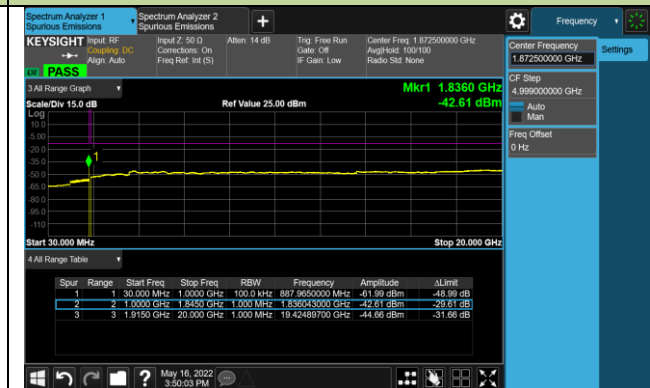 Spectrum Analyzer 1
Spurious Emissions
Spectrum Analyzer 2
Spurious Emissions
+
Frequency
KEYSIGHT
Input: RF
Coupling: DC
Align: Auto
Input Z: 50 Ω
Corrections: On
Freq Ref: Int (S)
Atten: 14 dB
Trig: Free Run
Gate: Off
IF Gain: Low
Center Freq: 1.872500000 GHz
Avg|Hold: 100/100
Radio Std: None
PASS
Center Frequency
1.872500000 GHz
Settings
CF Step
4.999000000 GHz
Auto
Man
Freq Offset
0 Hz
3 All Range Graph
Mkr1 1.8360 GHz
Scale/Div 15.0 dB
Ref Value 25.00 dBm
-42.61 dBm
Log
10.0
-5.00
-20.0
-35.0
-50.0
-65.0
-80.0
-95.0
-110
1
Start 30.000 MHz
Stop 20.000 GHz
4 All Range Table
Spur Range Start Freq Stop Freq RBW Frequency Amplitude ΔLimit
1 1 30.000 MHz 1.0000 GHz 100.0 kHz 887.9650000 MHz -61.99 dBm -48.99 dB
2 2 1.0000 GHz 1.8450 GHz 1.000 MHz 1.836043000 GHz -42.61 dBm -29.61 dB
3 3 1.9150 GHz 20.000 GHz 1.000 MHz 19.42489700 GHz -44.66 dBm -31.66 dB
?
May 16, 2022
3:50:03 PM